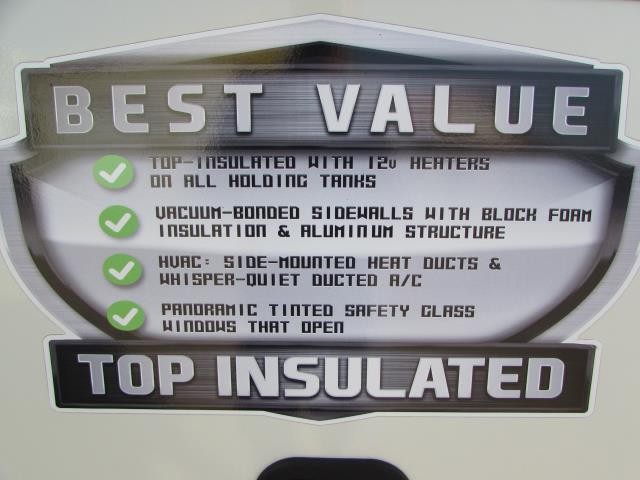 BEST VALUE
TOP-INSULATED WITH 12v HEATERS
ON ALL HOLDING TANKS
VACUUM-BONDED SIDEWALLS WITH BLOCK FOAM
INSULATION & ALUMINUM STRUCTURE
HVAC: SIDE-MOUNTED HEAT DUCTS &
WHISPER-QUIET DUCTED A/C
PANORAMIC TINTED SAFETY GLASS
WINDOWS THAT OPEN
TOP INSULATED